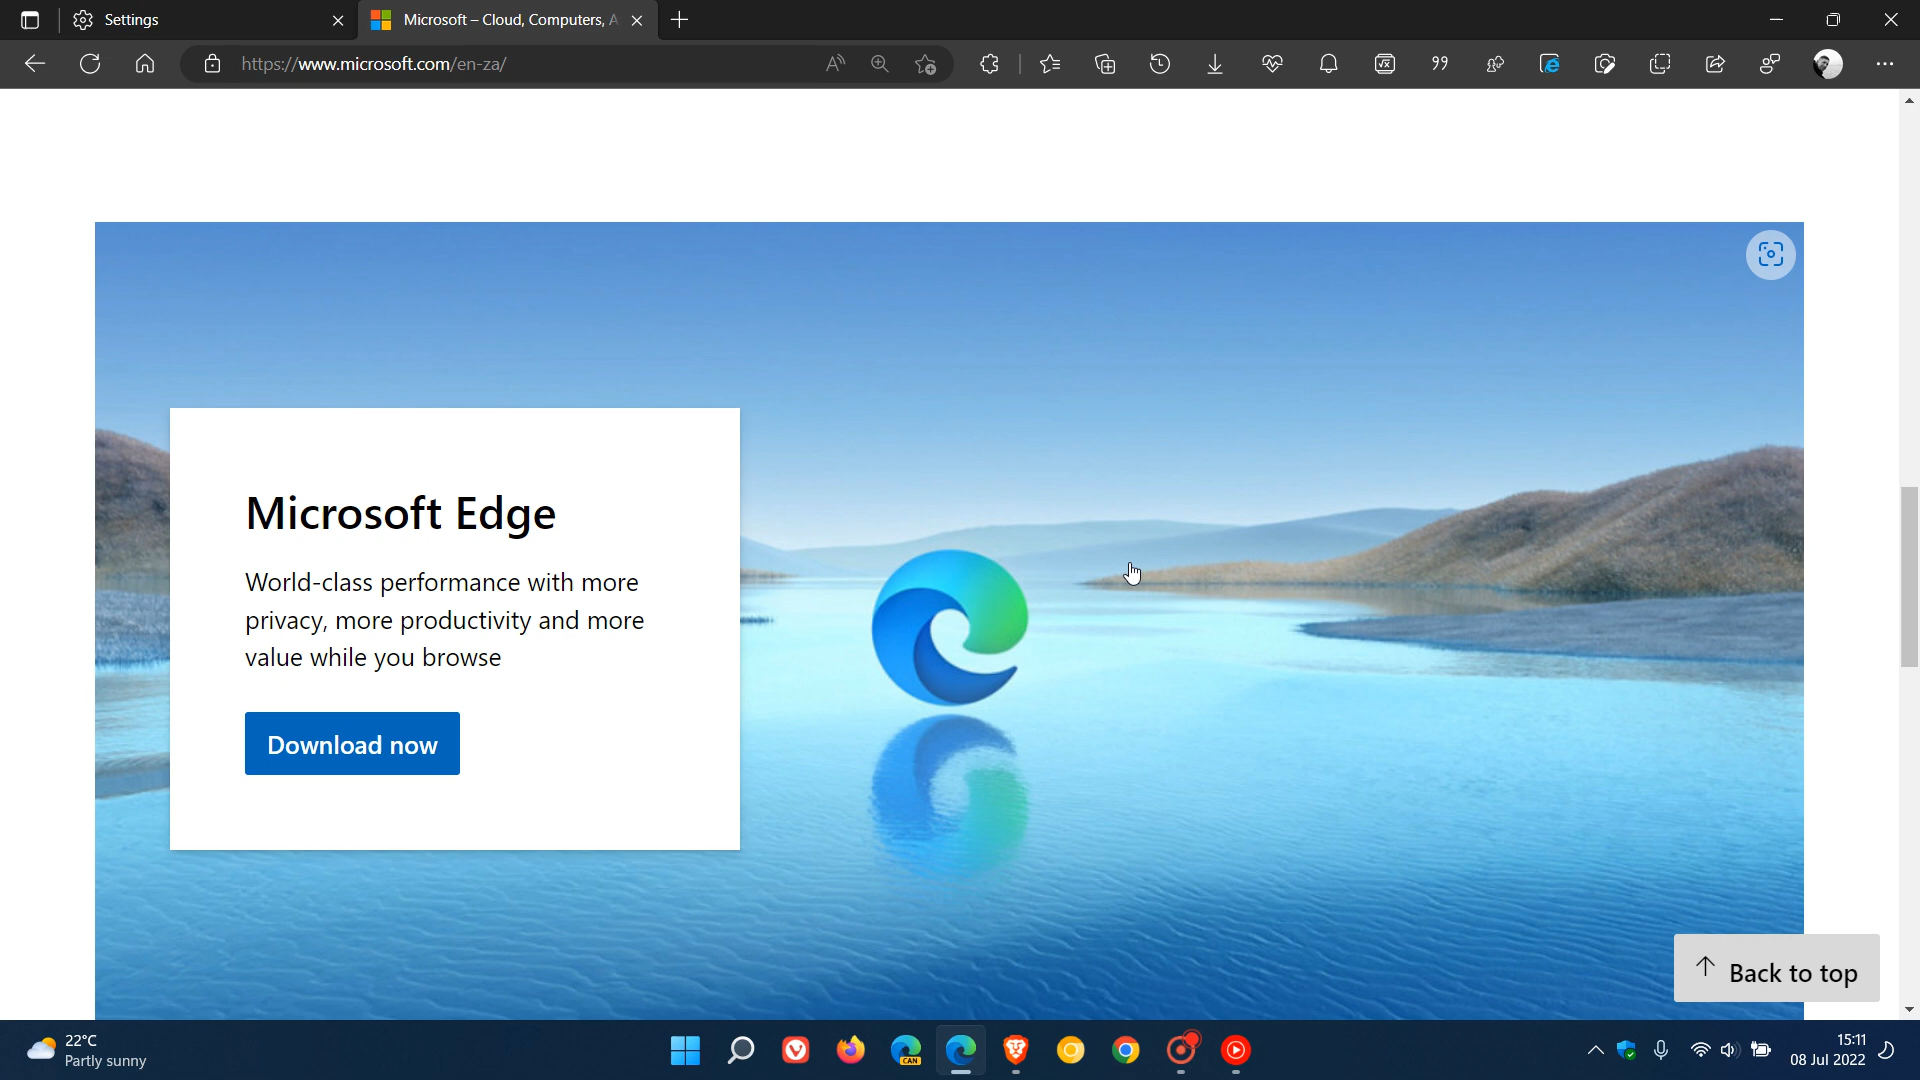 Settings
Microsoft – Cloud, Computers, A
https://www.microsoft.com/en-za/
Microsoft Edge
World-class performance with more
privacy, more productivity and more
value while you browse
Download now
Back to top
22°C
Partly sunny
CAN
15:11
08 Jul 2022